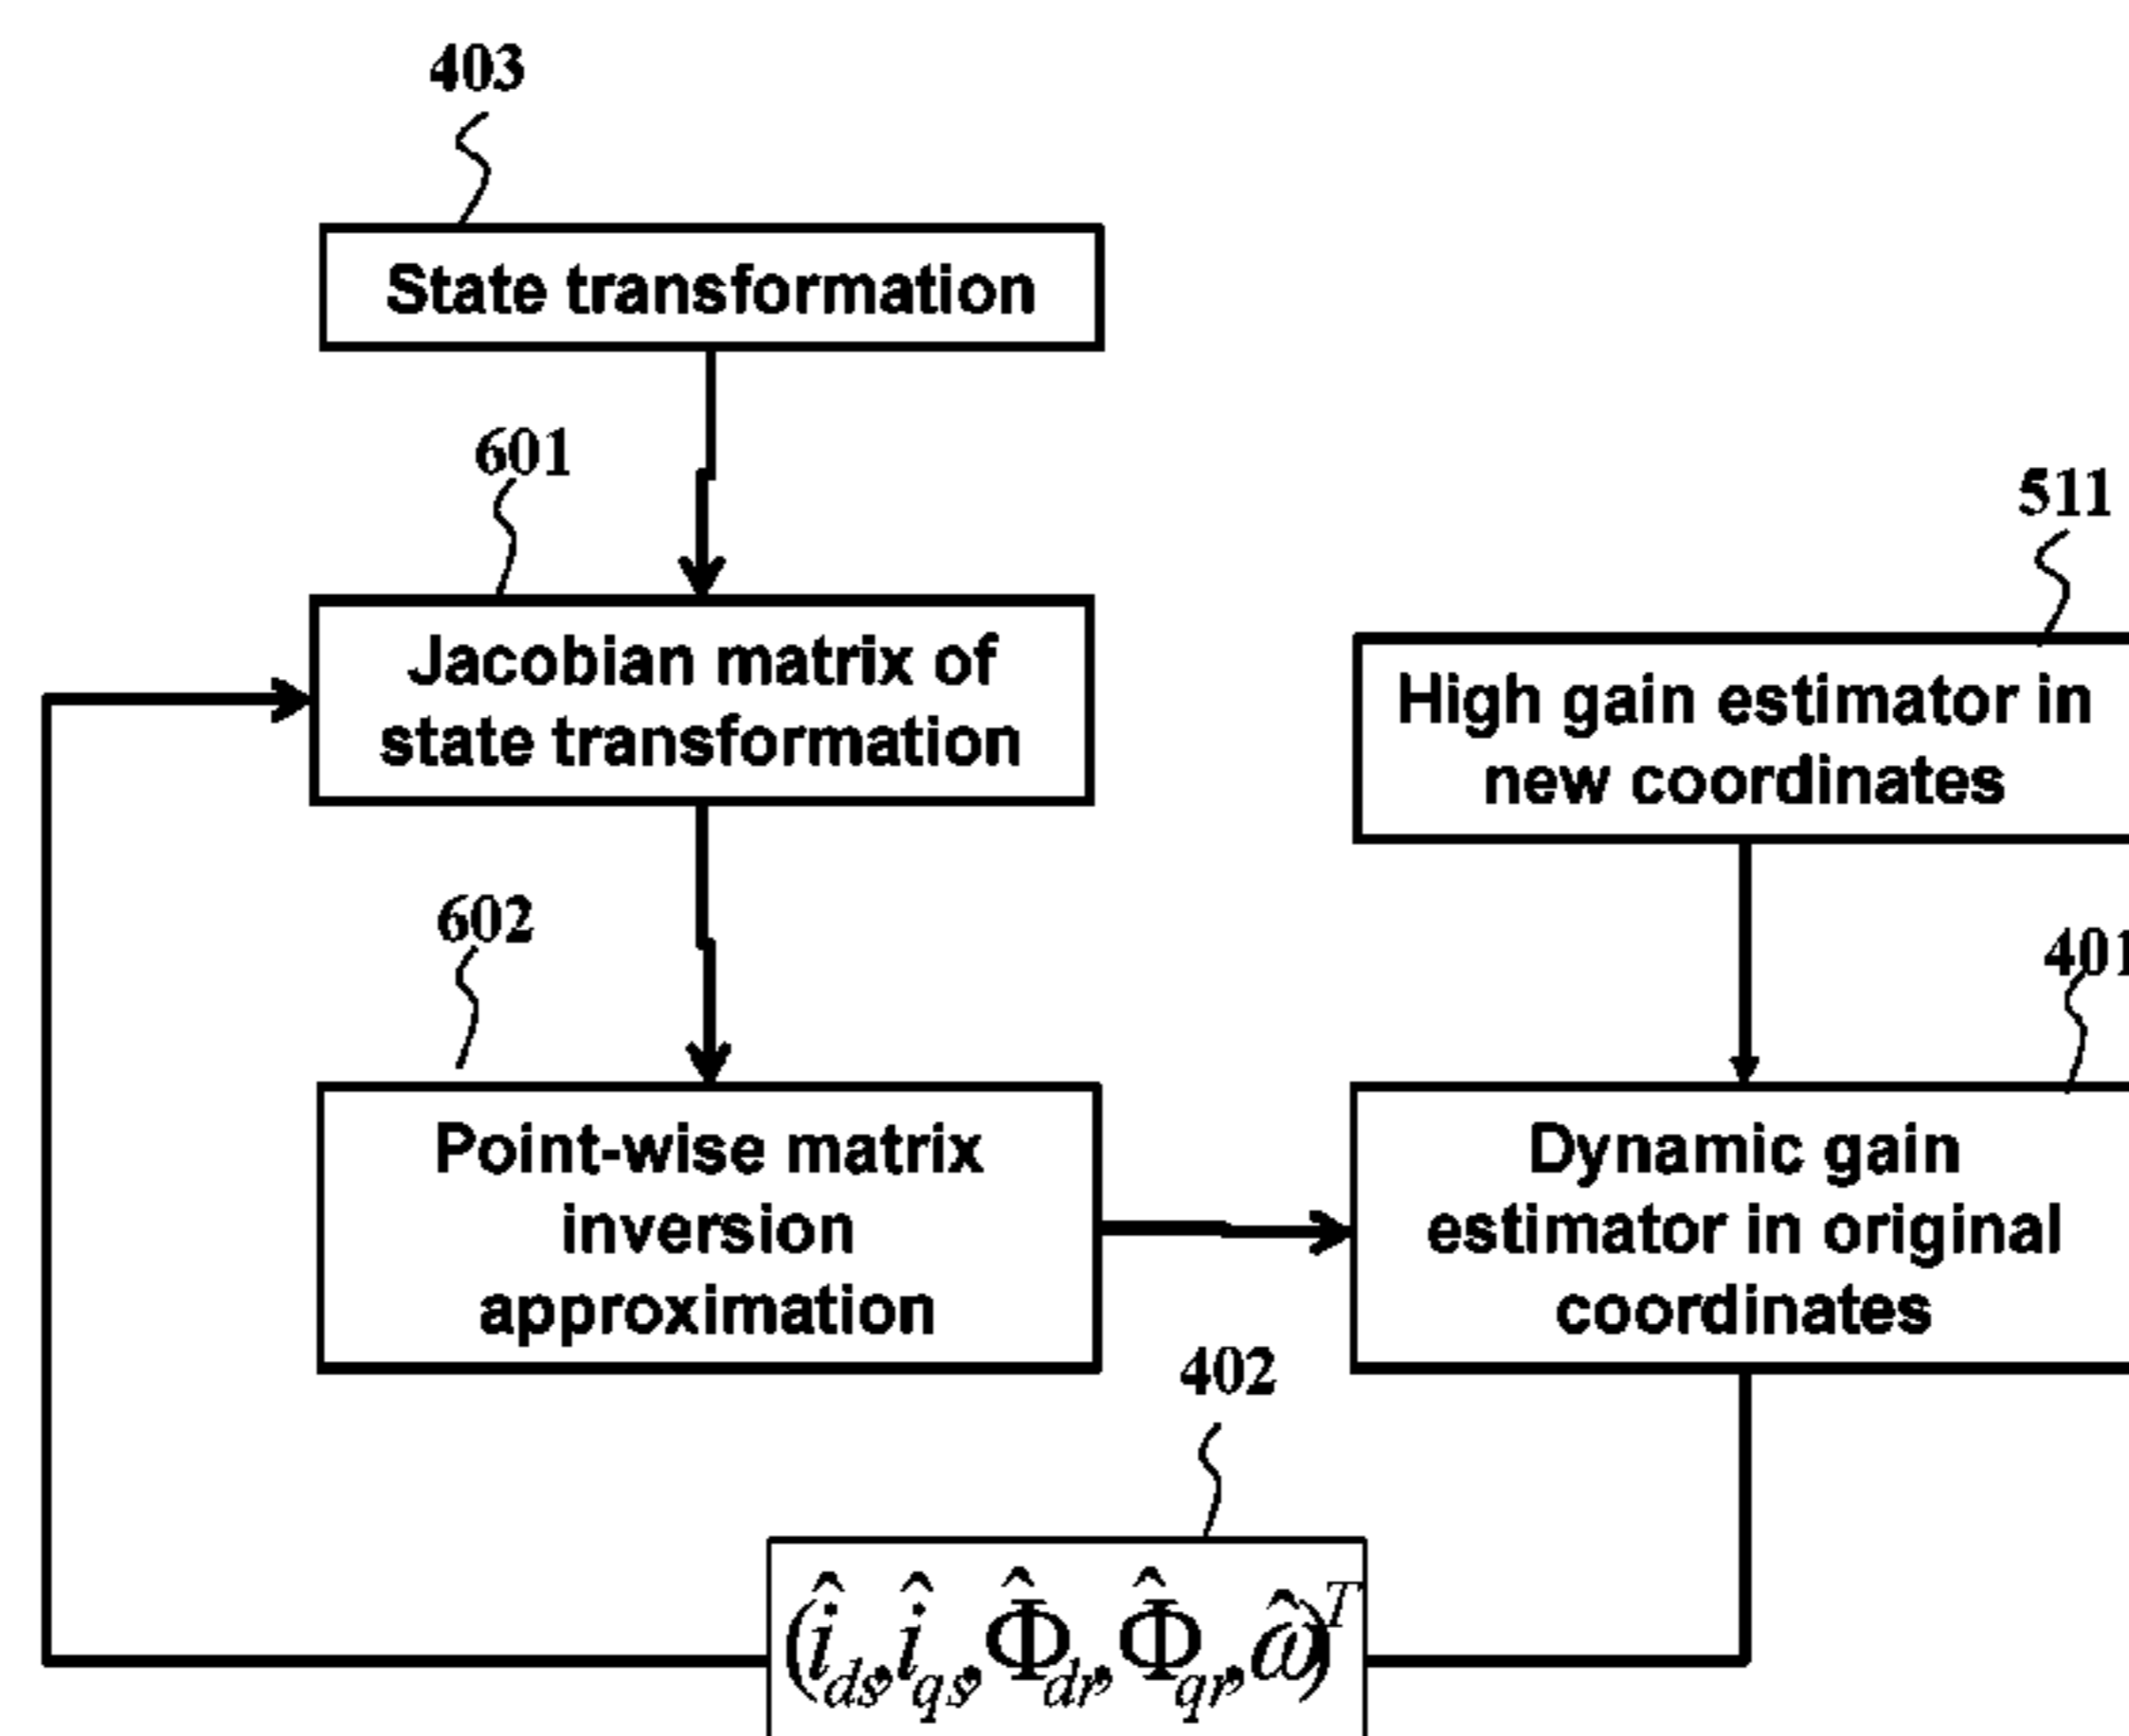 403
State transformation
601
Jacobian matrix of
state transformation
511
High gain estimator in
new coordinates
602
Point-wise matrix
inversion
approximation
401
Dynamic gain
estimator in original
coordinates
402
(î_ds, î_qs, Φ̂_dr, Φ̂_qr, ω̂)^T